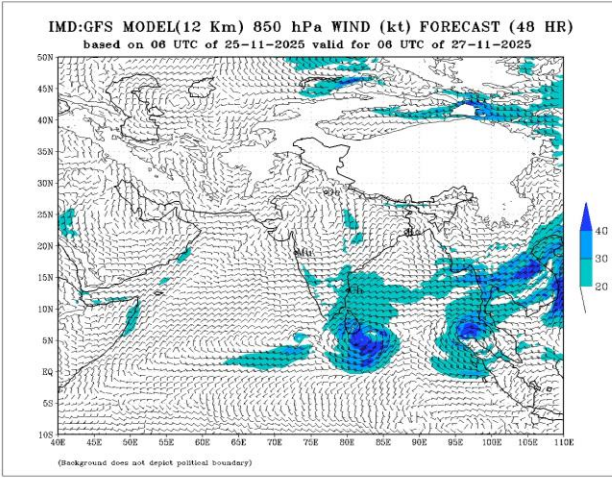 IMD:GFS MODEL(12 Km) 850 hPa WIND (kt) FORECAST (48 HR)
based on 06 UTC of 25-11-2025 valid for 06 UTC of 27-11-2025
50N
45N
40N
35N
30N
25N
20N
15N
10N
5N
EQ
5S
10S
40E 45E 50E 55E 60E 65E 70E 75E 80E 85E 90E 95E 100E 105E 110E
40
30
20
(Background does not depict political boundary)